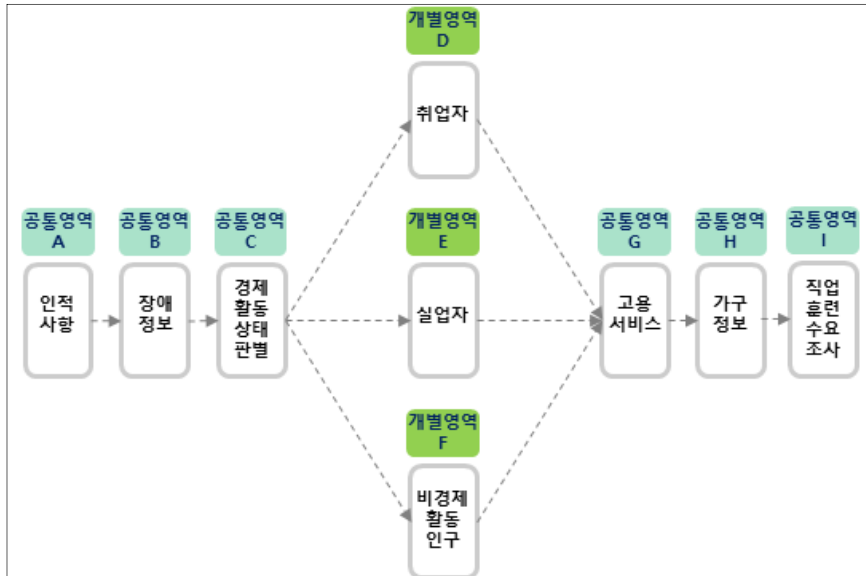 개별영역
D
취업자
공통영역
A
인적
사항
공통영역
B
장애
정보
공통영역
C
경제
활동
상태
판별
개별영역
E
실업자
개별영역
F
비경제
활동
인구
공통영역
G
고용
서비스
공통영역
H
가구
정보
공통영역
I
직업
훈련
수요
조사